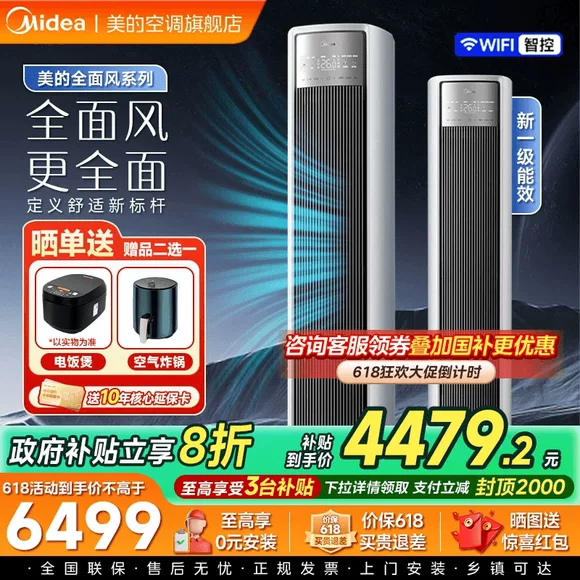 Midea 美的空调旗舰店
WIFI 智控
美的全面风系列
全面风
更全面
定义舒适新标杆
新一级能效
晒单送 赠品二选一
*以实物为准
电饭煲
空气炸锅
送10年核心延保卡
咨询客服领券叠加国补更优惠
618狂欢大促倒计时
政府补贴立享8折
补贴到手价 4479.2元
618活动到手价不高于
6499
至高享受3台补贴 下拉详情领取 支付立减 封顶2000
至高享
0元安装
价保
618
买贵退差
价保618
买贵退差
晒图送
惊喜红包
·全国联保·售后无忧·正规发票·上门安装·乡镇可达